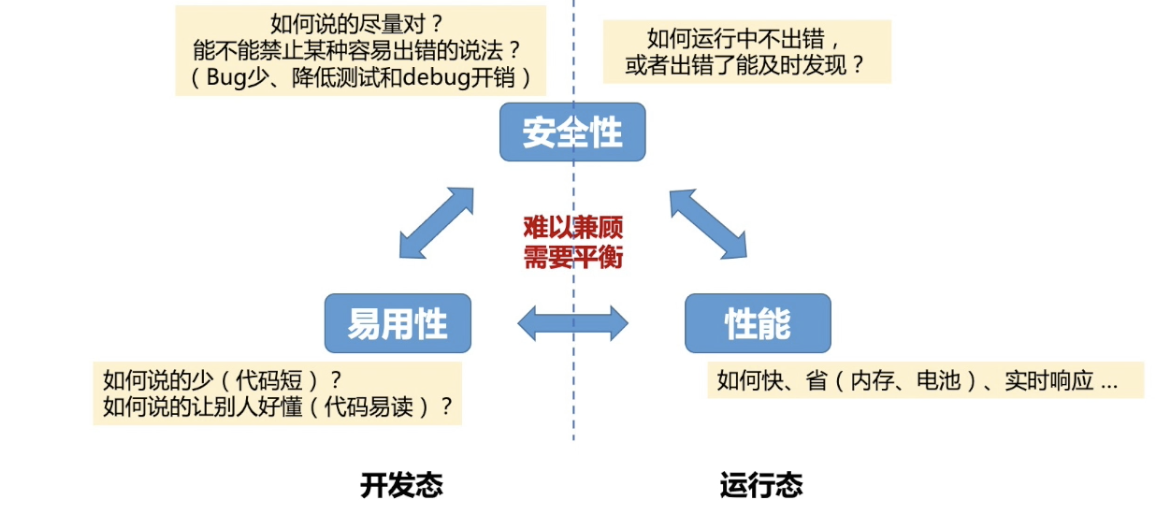 如何说的尽量对？
能不能禁止某种容易出错的说法？
（Bug少、降低测试和debug开销）
如何运行中不出错，
或者出错了能及时发现？
安全性
难以兼顾
需要平衡
易用性
性能
如何说的少（代码短）？
如何说的让别人好懂（代码易读）？
如何快、省（内存、电池）、实时响应 ...
开发态
运行态